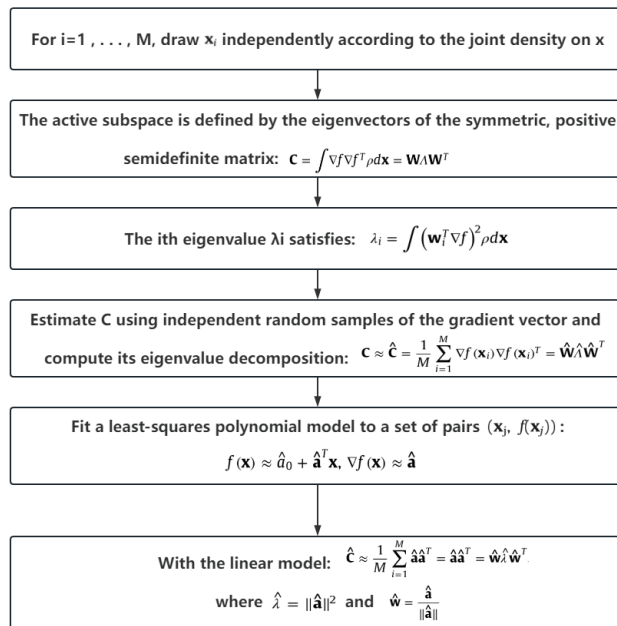 For i=1 , . . . , M, draw 𝐱ᵢ independently according to the joint density on x
The active subspace is defined by the eigenvectors of the symmetric, positive
semidefinite matrix: 𝐂 = ∫ ∇f∇fᵀρd𝐱 = 𝐖Λ𝐖ᵀ
The ith eigenvalue λi satisfies: λᵢ = ∫ (𝐰ᵢᵀ∇f)²ρd𝐱
Estimate C using independent random samples of the gradient vector and
compute its eigenvalue decomposition: 𝐂 ≈ 𝐂̂ = 1/M ∑ᵢ₌₁ᴹ ∇f(𝐱ᵢ)∇f(𝐱ᵢ)ᵀ = 𝐖̂Λ̂𝐖̂ᵀ
Fit a least-squares polynomial model to a set of pairs (𝐱ⱼ, f(𝐱ⱼ)) :
f(𝐱) ≈ â₀ + 𝐚̂ᵀ𝐱, ∇f(𝐱) ≈ 𝐚̂
With the linear model: 𝐂̂ ≈ 1/M ∑ᵢ₌₁ᴹ 𝐚̂𝐚̂ᵀ = 𝐚̂𝐚̂ᵀ = 𝐰̂λ̂𝐰̂ᵀ.
where λ̂ = ||𝐚̂||² and 𝐰̂ = 𝐚̂/||𝐚̂||